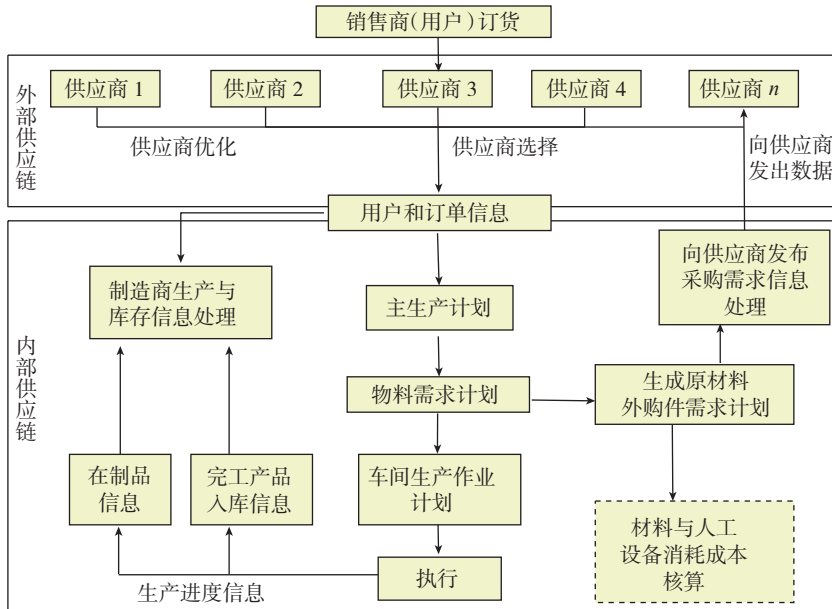 销售商(用户)订货
外部供应链
供应商 1
供应商 2
供应商 3
供应商 4
供应商 n
供应商优化
供应商选择
向供应商
发出数据
用户和订单信息
内部供应链
制造商生产与
库存信息处理
主生产计划
向供应商发布
采购需求信息
处理
物料需求计划
生成原材料
外购件需求计划
在制品
信息
完工产品
入库信息
车间生产作业
计划
材料与人工
设备消耗成本
核算
执行
生产进度信息